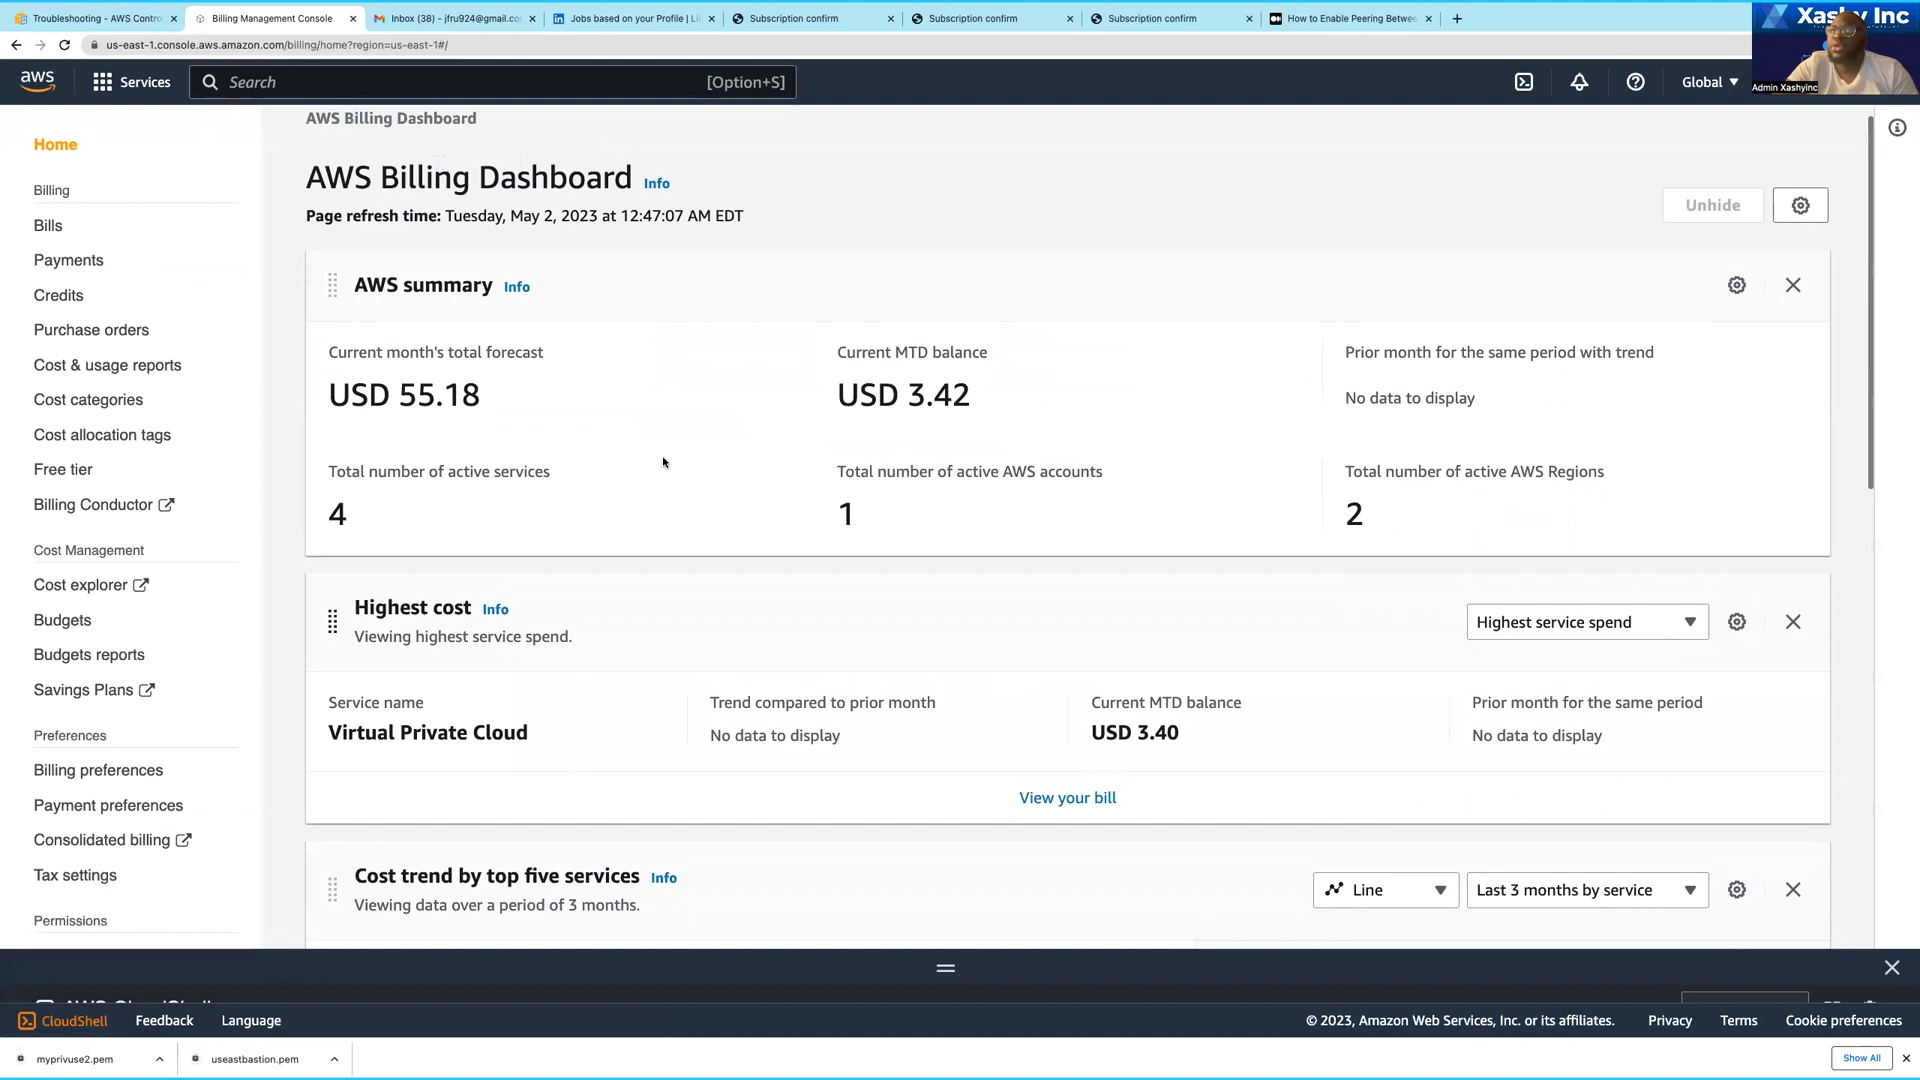 Troubleshooting - AWS Contro
Billing Management Console
Inbox (38) - jfru924@gmail.co
Jobs based on your Profile | Li
Subscription confirm
Subscription confirm
Subscription confirm
How to Enable Peering Betwee
us-east-1.console.aws.amazon.com/billing/home?region=us-east-1#/
Xashy Inc
Admin Xashyinc
aws
Services
Search
[Option+S]
Global
Home
Billing
Bills
Payments
Credits
Purchase orders
Cost & usage reports
Cost categories
Cost allocation tags
Free tier
Billing Conductor
Cost Management
Cost explorer
Budgets
Budgets reports
Savings Plans
Preferences
Billing preferences
Payment preferences
Consolidated billing
Tax settings
Permissions
AWS Billing Dashboard
AWS Billing Dashboard Info
Page refresh time: Tuesday, May 2, 2023 at 12:47:07 AM EDT
Unhide
AWS summary Info
Current month's total forecast
USD 55.18
Current MTD balance
USD 3.42
Prior month for the same period with trend
No data to display
Total number of active services
4
Total number of active AWS accounts
1
Total number of active AWS Regions
2
Highest cost Info
Viewing highest service spend.
Highest service spend
Service name
Virtual Private Cloud
Trend compared to prior month
No data to display
Current MTD balance
USD 3.40
Prior month for the same period
No data to display
View your bill
Cost trend by top five services Info
Viewing data over a period of 3 months.
Line
Last 3 months by service
AWS CloudShell
CloudShell
Feedback
Language
© 2023, Amazon Web Services, Inc. or its affiliates.
Privacy
Terms
Cookie preferences
myprivuse2.pem
useastbastion.pem
Show All